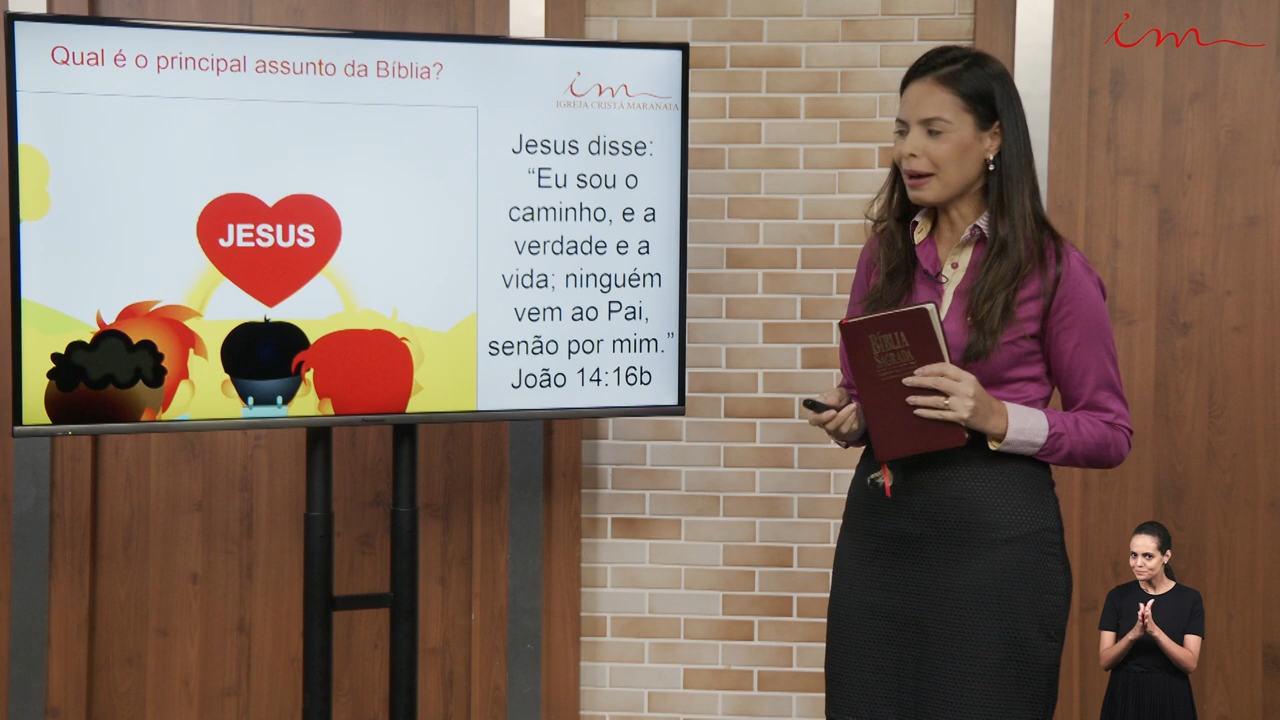 Qual é o principal assunto da Bíblia?
im
IGREJA CRISTÃ MARANATA
JESUS
Jesus disse:
“Eu sou o
caminho, e a
verdade e a
vida; ninguém
vem ao Pai,
senão por mim.”
João 14:16b
BÍBLIA
SAGRADA
im